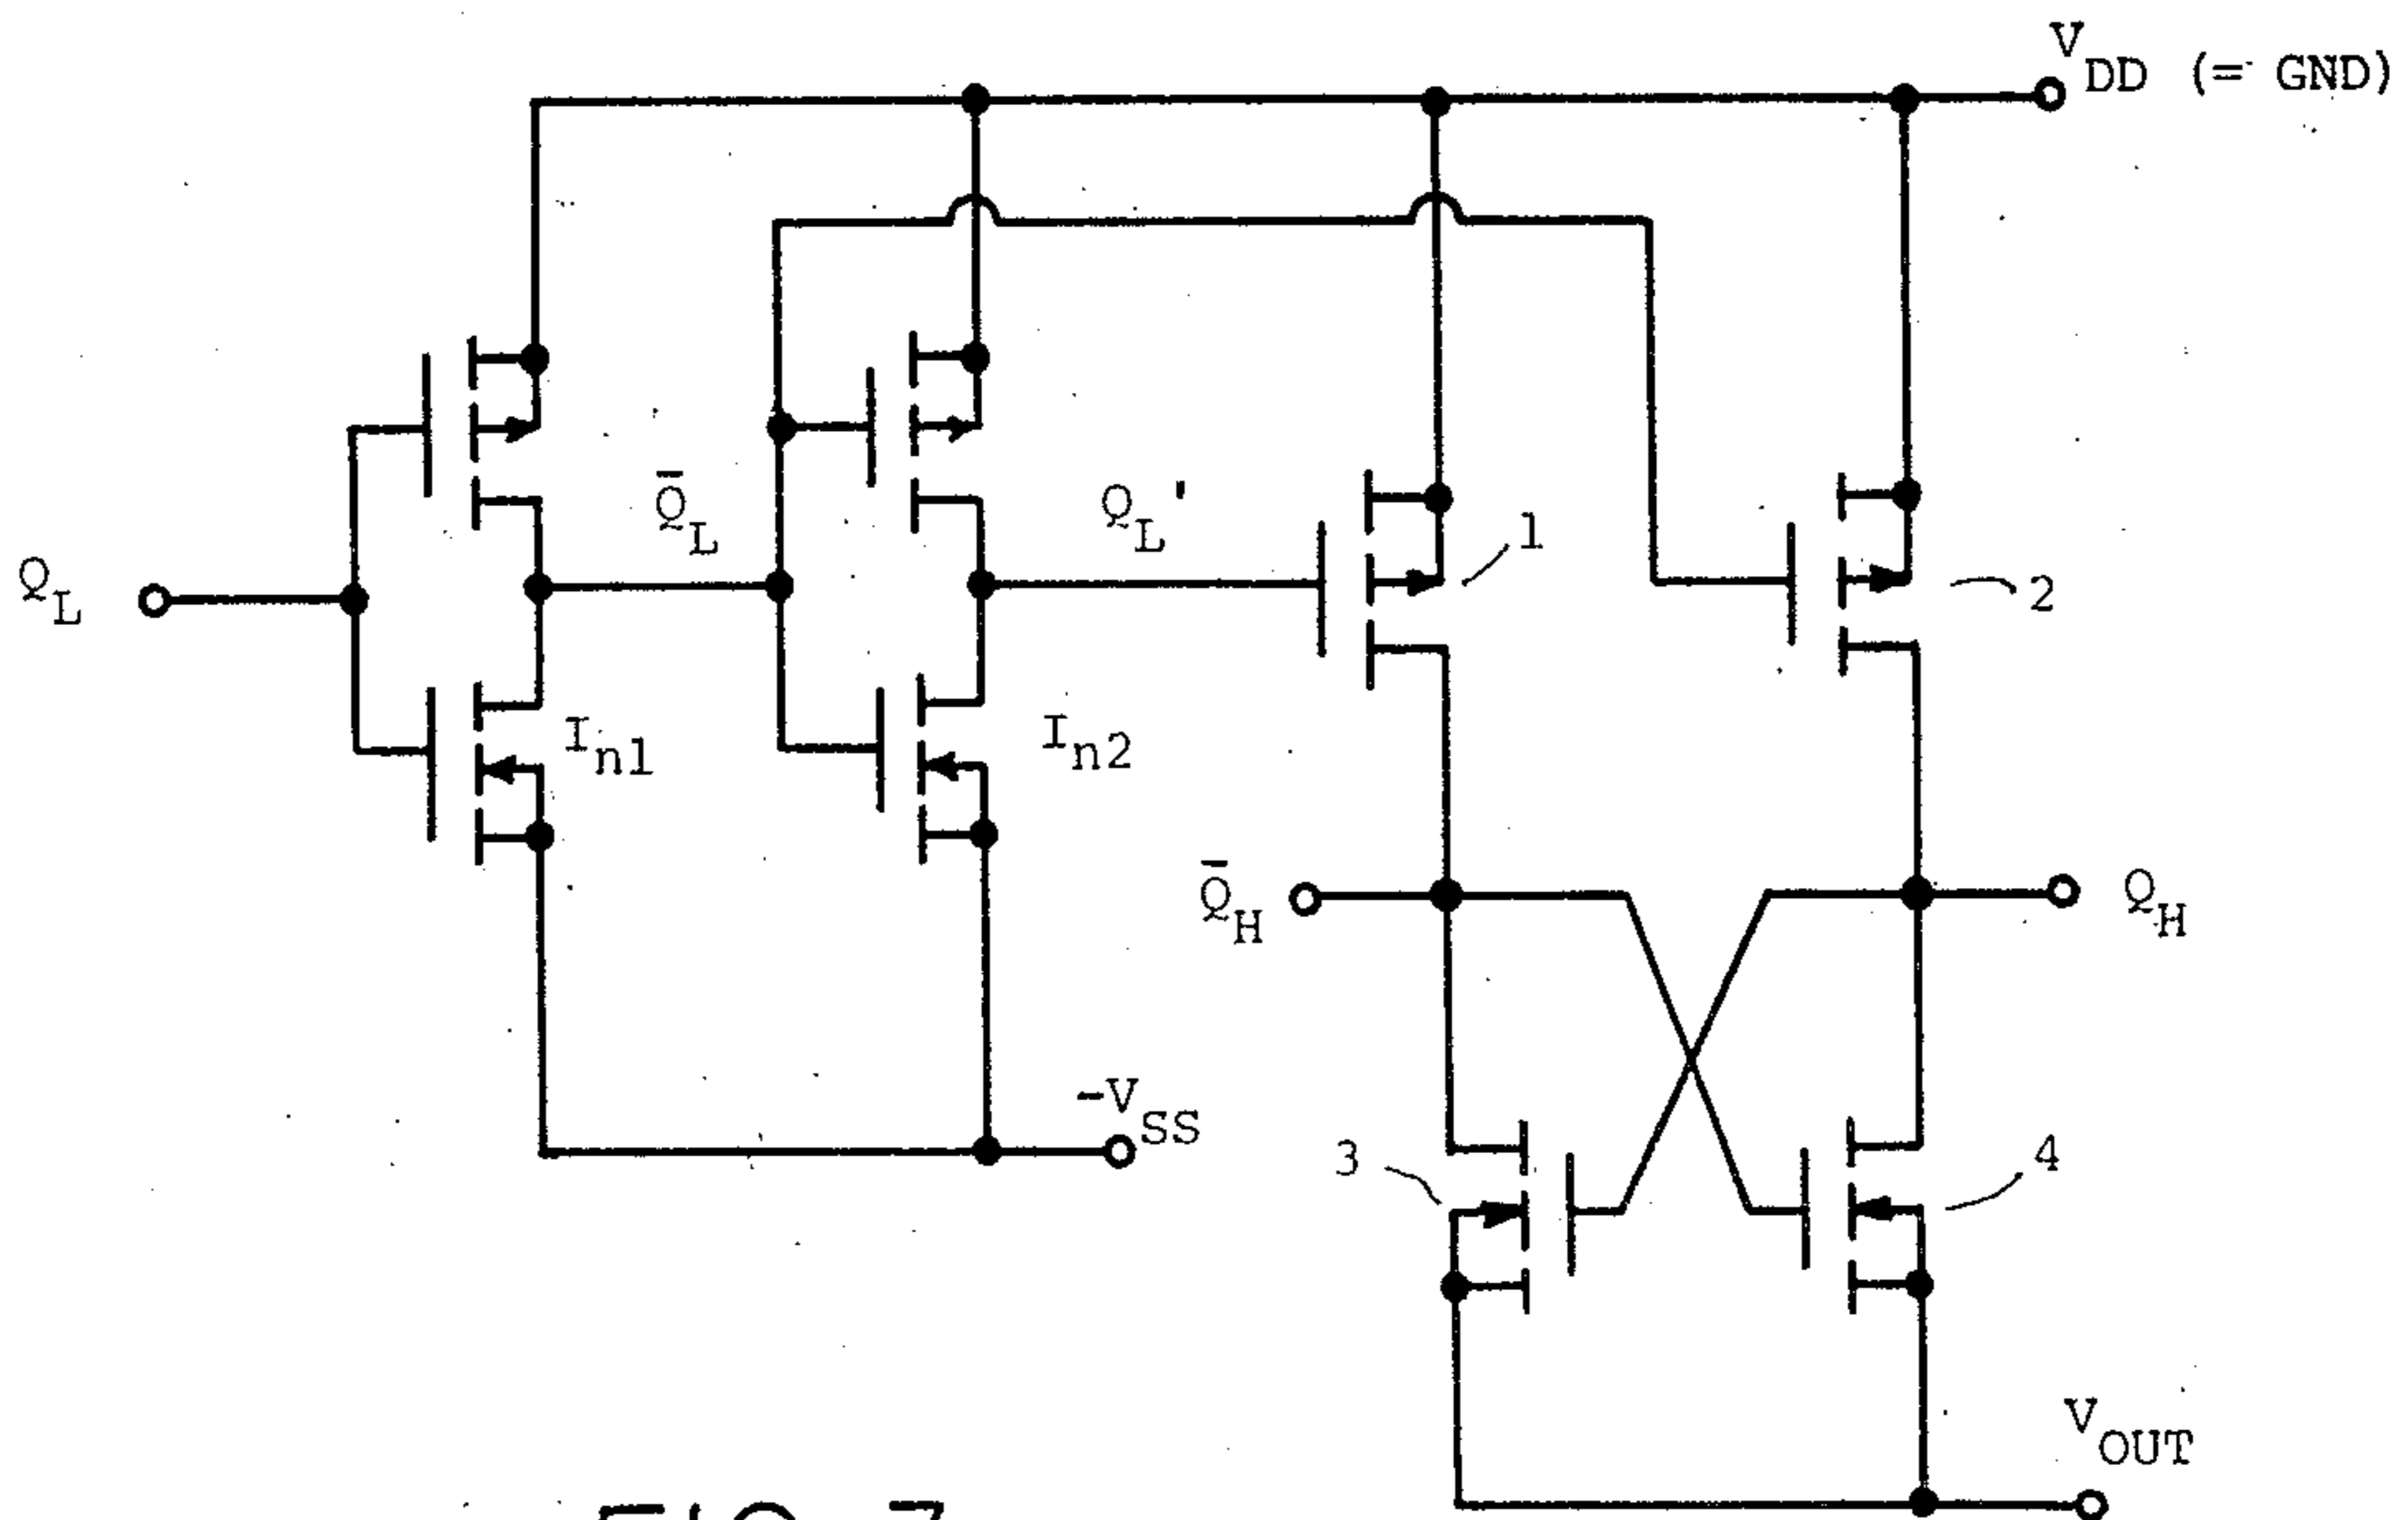 V_DD (= GND)
Q̄_L
Q_L'
1
Q_L
2
I_n1
I_n2
Q̄_H
Q_H
-V_SS
3
4
V_OUT